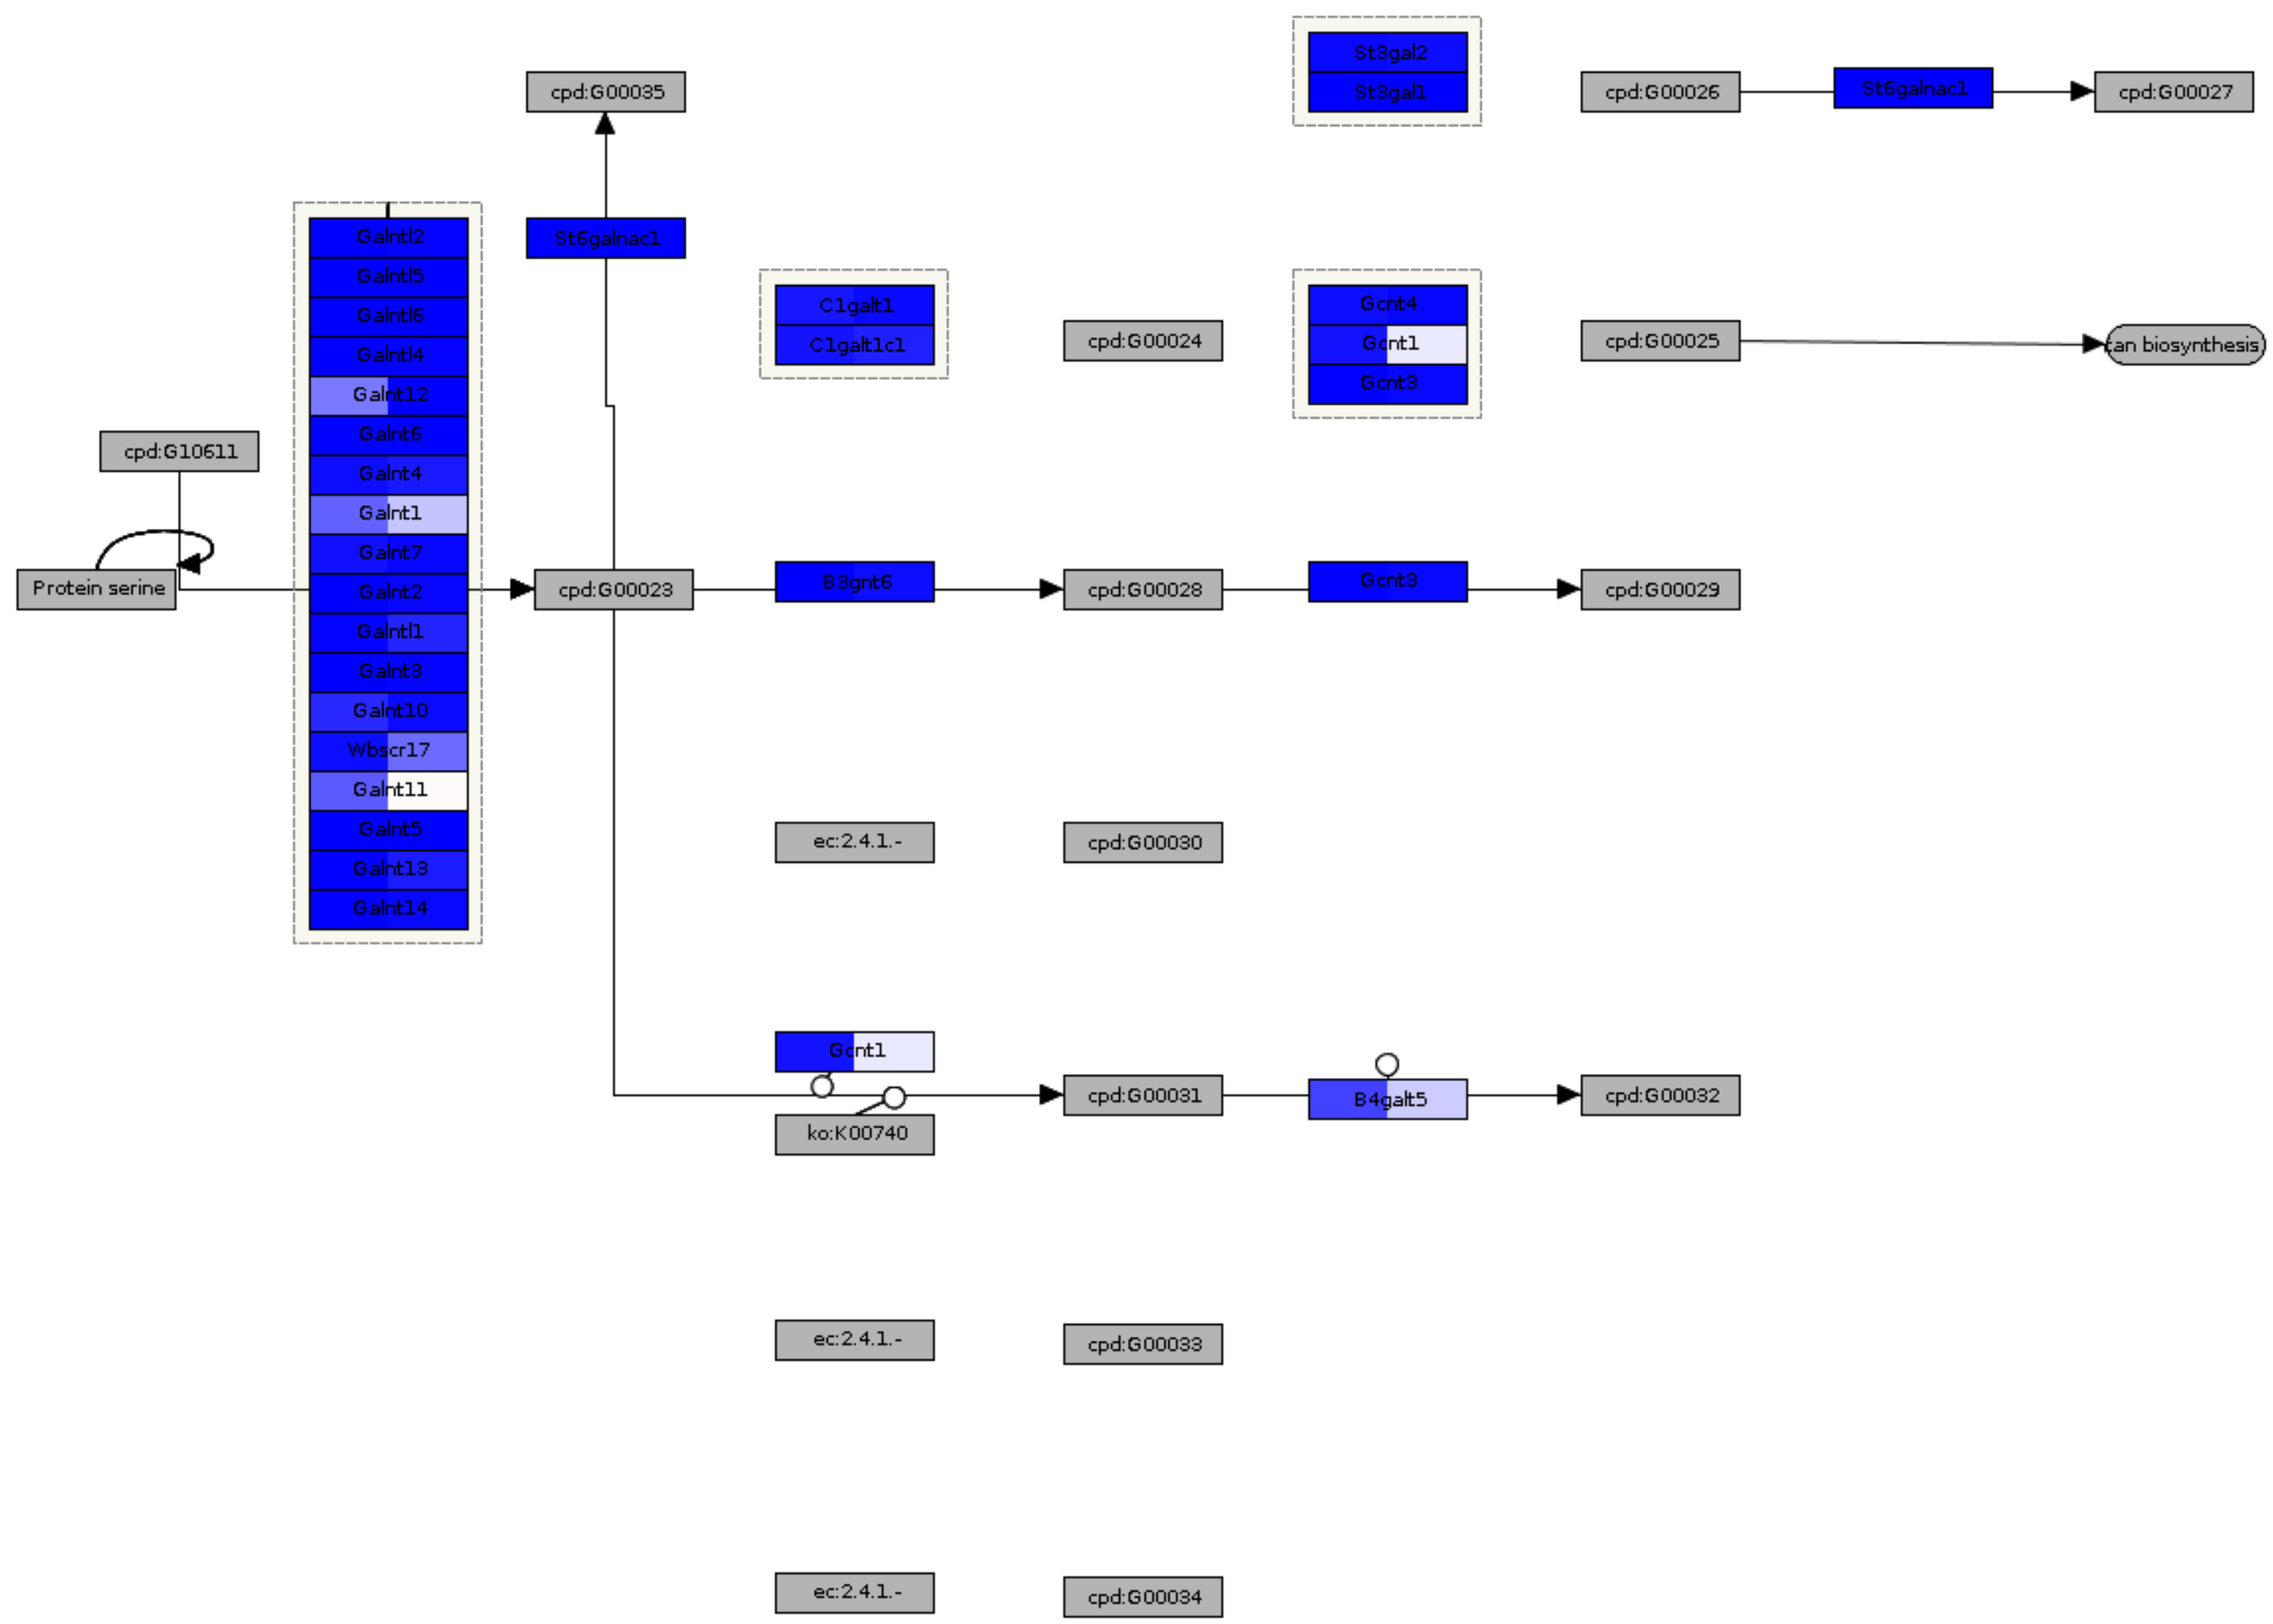 St3gal2
St3gal1
cpd:G00035
cpd:G00026
St6galnac1
cpd:G00027
Galntl2
Galntl5
Galntl6
Galntl4
Galnt12
Galnt6
Galnt4
Galnt1
Galnt7
Galnt2
Galntl1
Galnt3
Galnt10
Wbscr17
Galnt11
Galnt5
Galnt13
Galnt14
St6galnac1
C1galt1
C1galt1c1
cpd:G00024
Gcnt4
Gcnt1
Gcnt3
cpd:G00025
can biosynthesis
cpd:G10611
Protein serine
cpd:G00023
B3gnt6
cpd:G00028
Gcnt3
cpd:G00029
ec:2.4.1.-
cpd:G00030
Gcnt1
ko:K00740
cpd:G00031
B4galt5
cpd:G00032
ec:2.4.1.-
cpd:G00033
ec:2.4.1.-
cpd:G00034